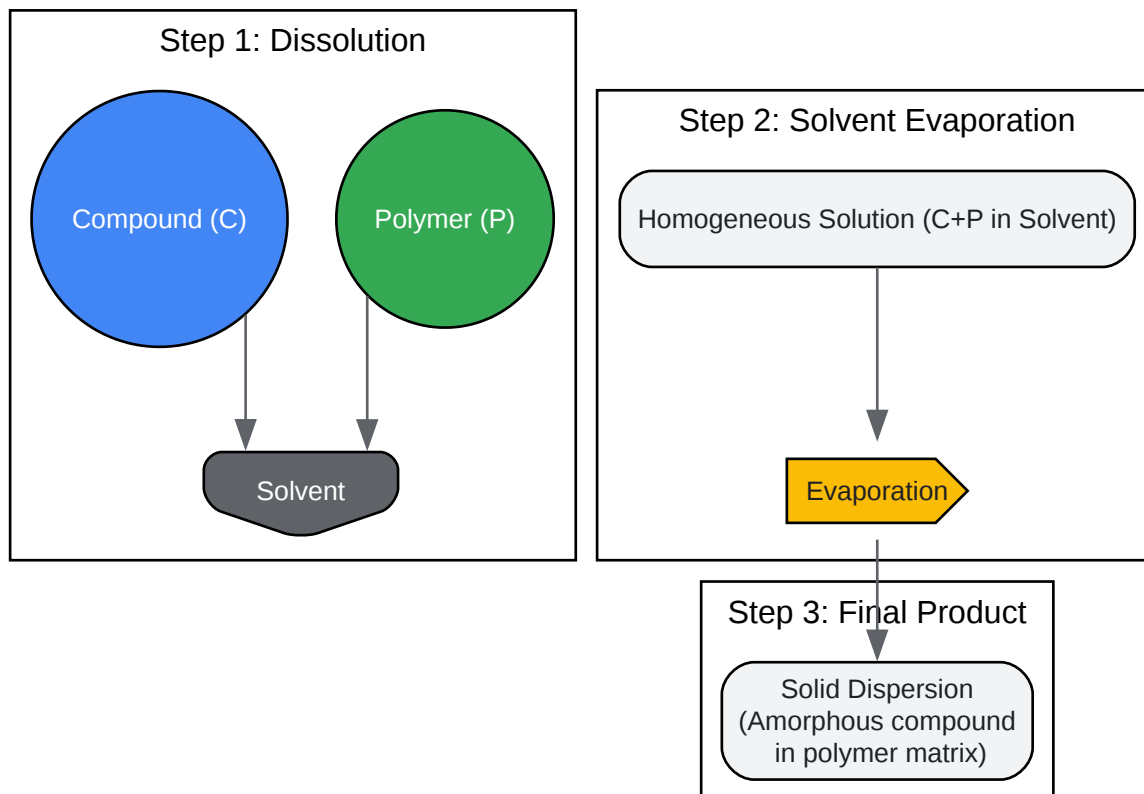 Step 1: Dissolution
Compound (C)
Polymer (P)
Solvent
Step 2: Solvent Evaporation
Homogeneous Solution (C+P in Solvent)
Evaporation
Step 3: Final Product
Solid Dispersion
(Amorphous compound
in polymer matrix)